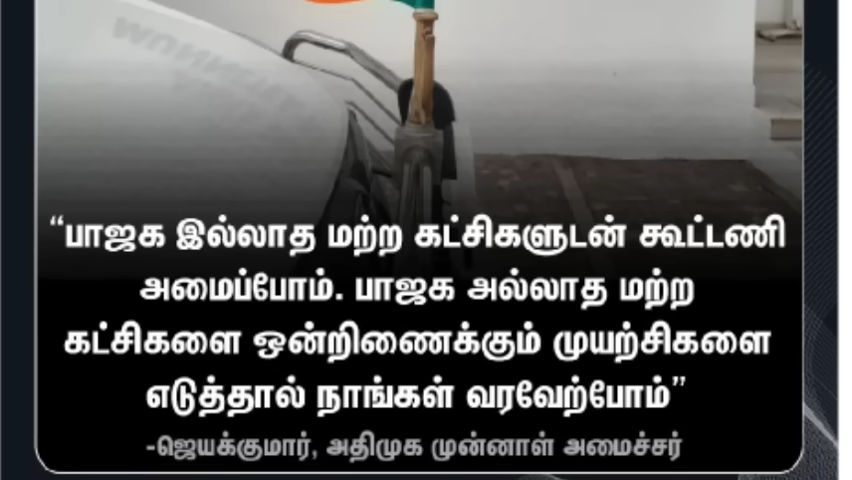 “பாஜக இல்லாத மற்ற கட்சிகளுடன் கூட்டணி
அமைப்போம். பாஜக அல்லாத மற்ற
கட்சிகளை ஒன்றிணைக்கும் முயற்சிகளை
எடுத்தால் நாங்கள் வரவேற்போம்”
-ஜெயக்குமார், அதிமுக முன்னாள் அமைச்சர்